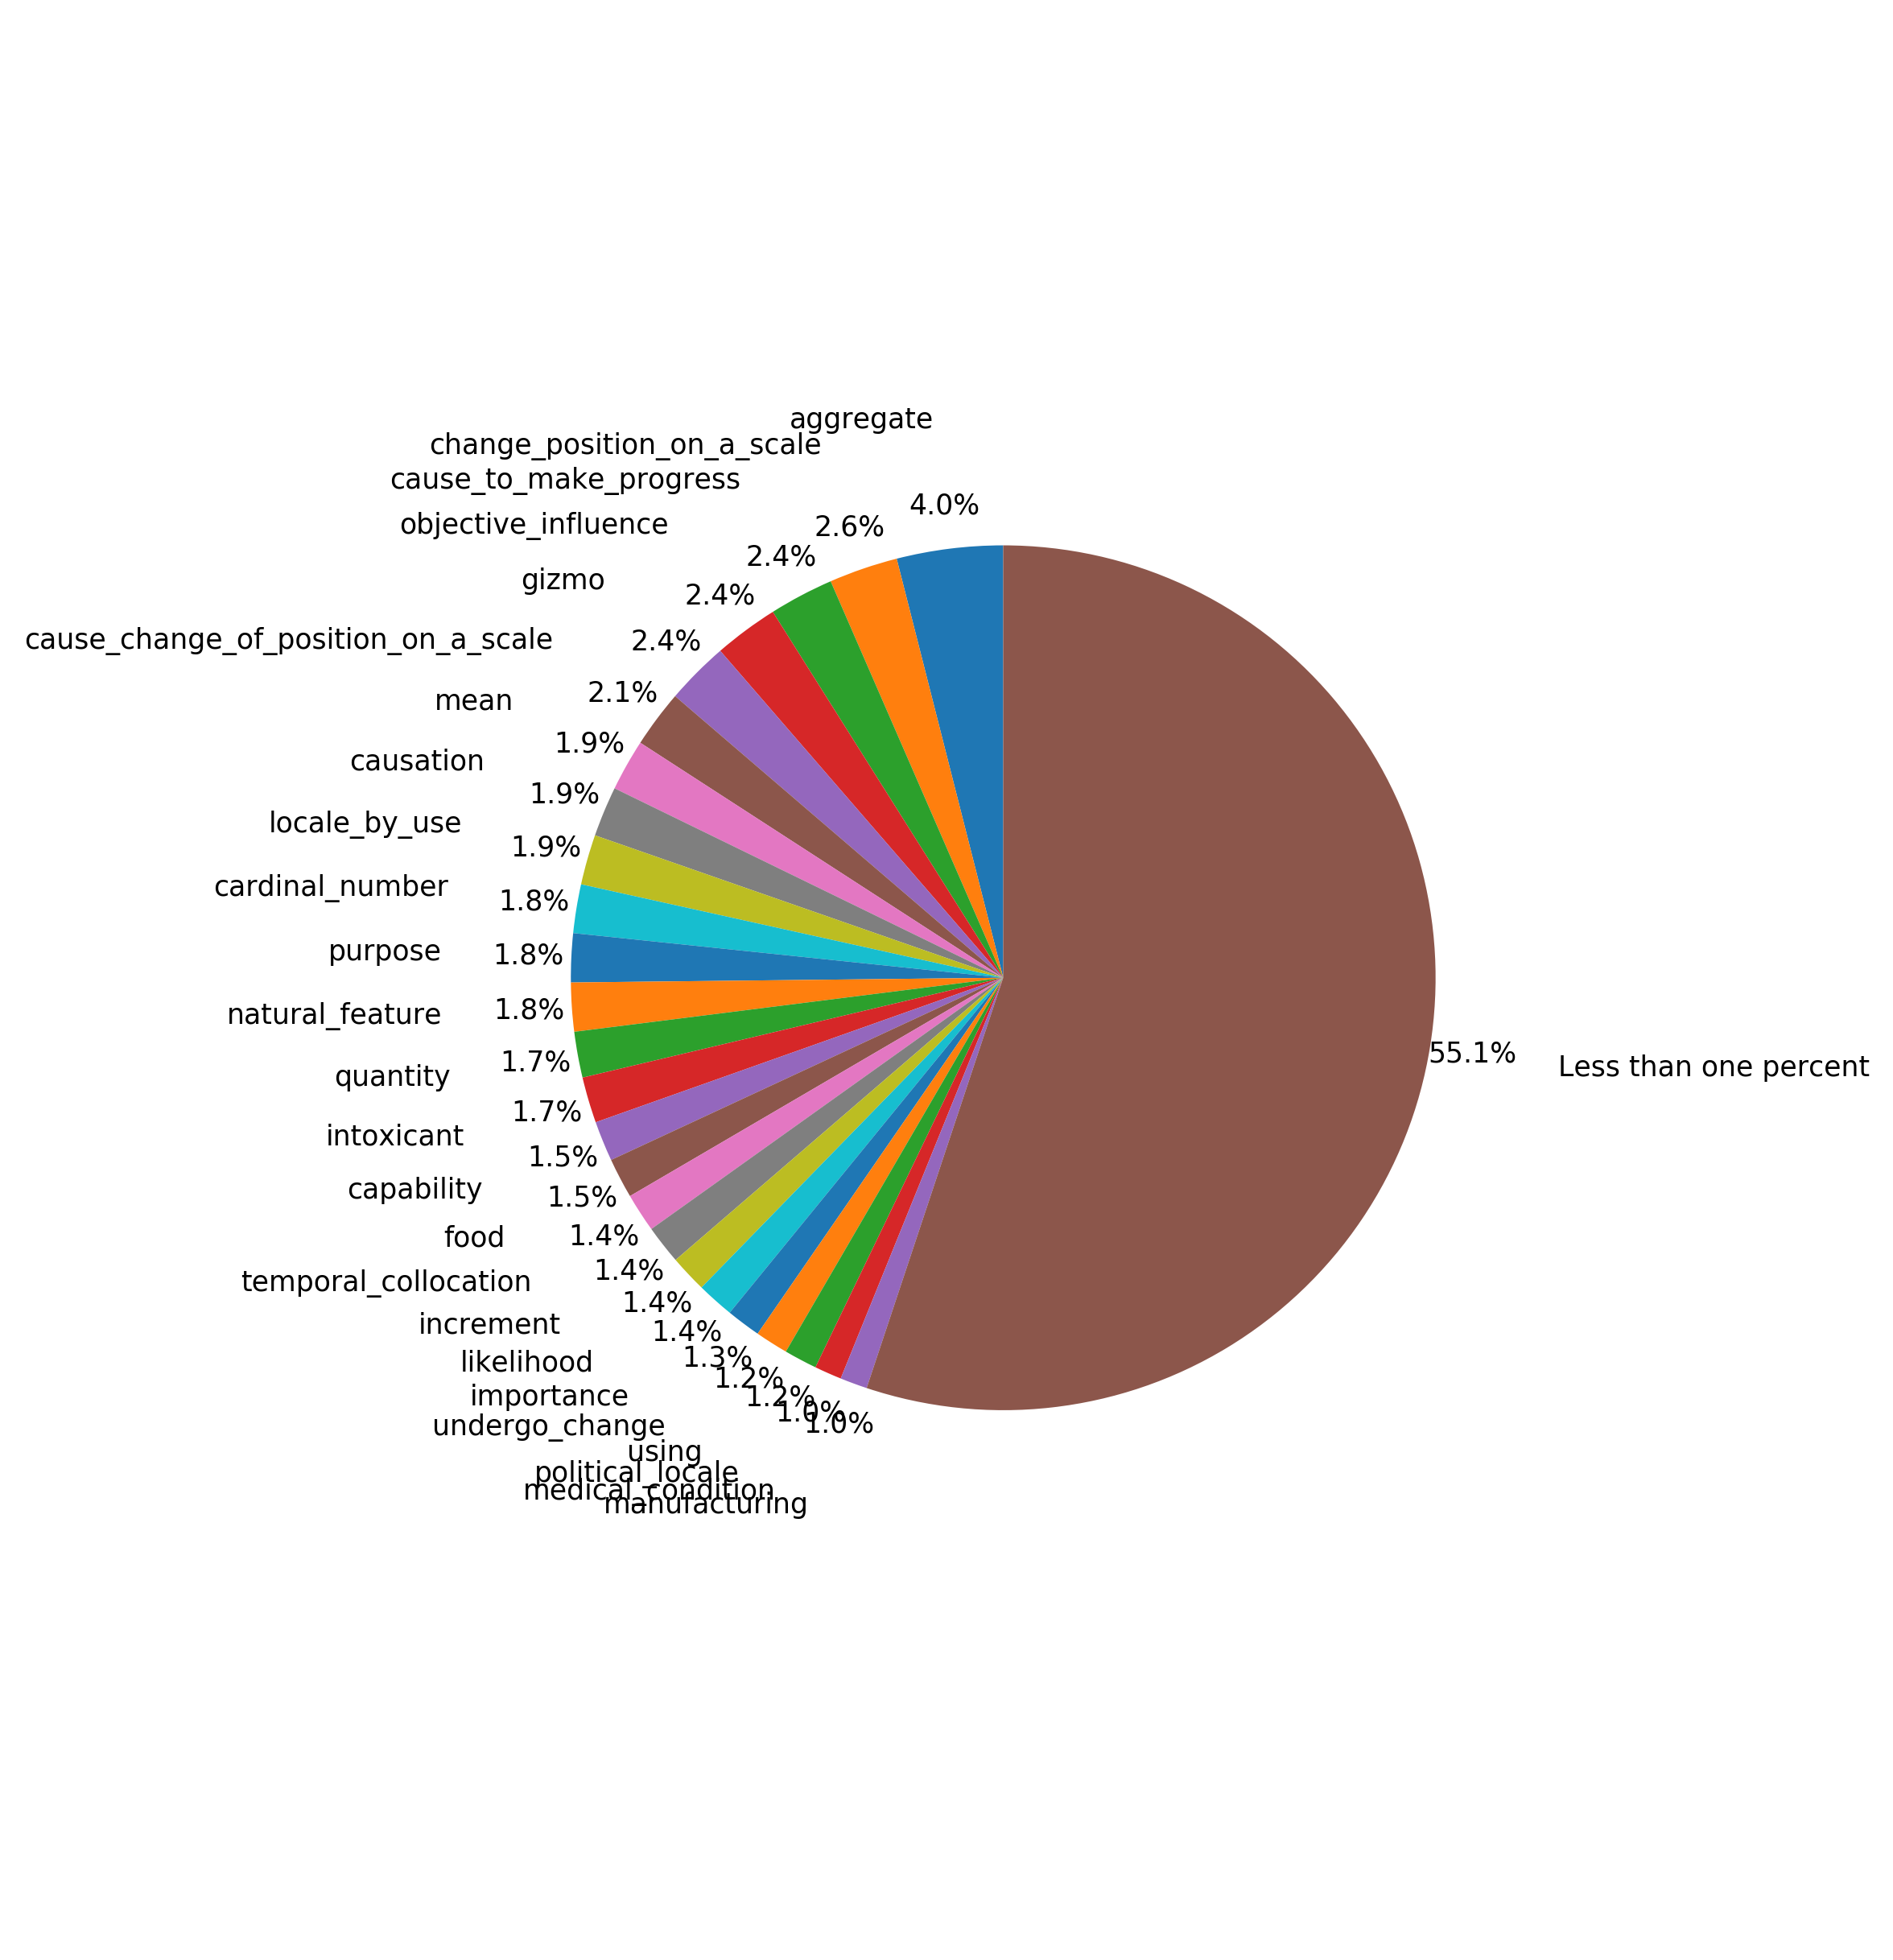 aggregate
4.0%
change_position_on_a_scale
2.6%
cause_to_make_progress
2.4%
objective_influence
2.4%
gizmo
2.4%
cause_change_of_position_on_a_scale
2.1%
mean
1.9%
causation
1.9%
locale_by_use
1.9%
cardinal_number
1.8%
purpose
1.8%
natural_feature
1.8%
quantity
1.7%
intoxicant
1.7%
capability
1.5%
food
1.5%
temporal_collocation
1.4%
increment
1.4%
likelihood
1.4%
importance
1.4%
undergo_change
1.3%
using
1.2%
political_locale
1.2%
medical_condition
1.0%
manufacturing
1.0%
Less than one percent
55.1%